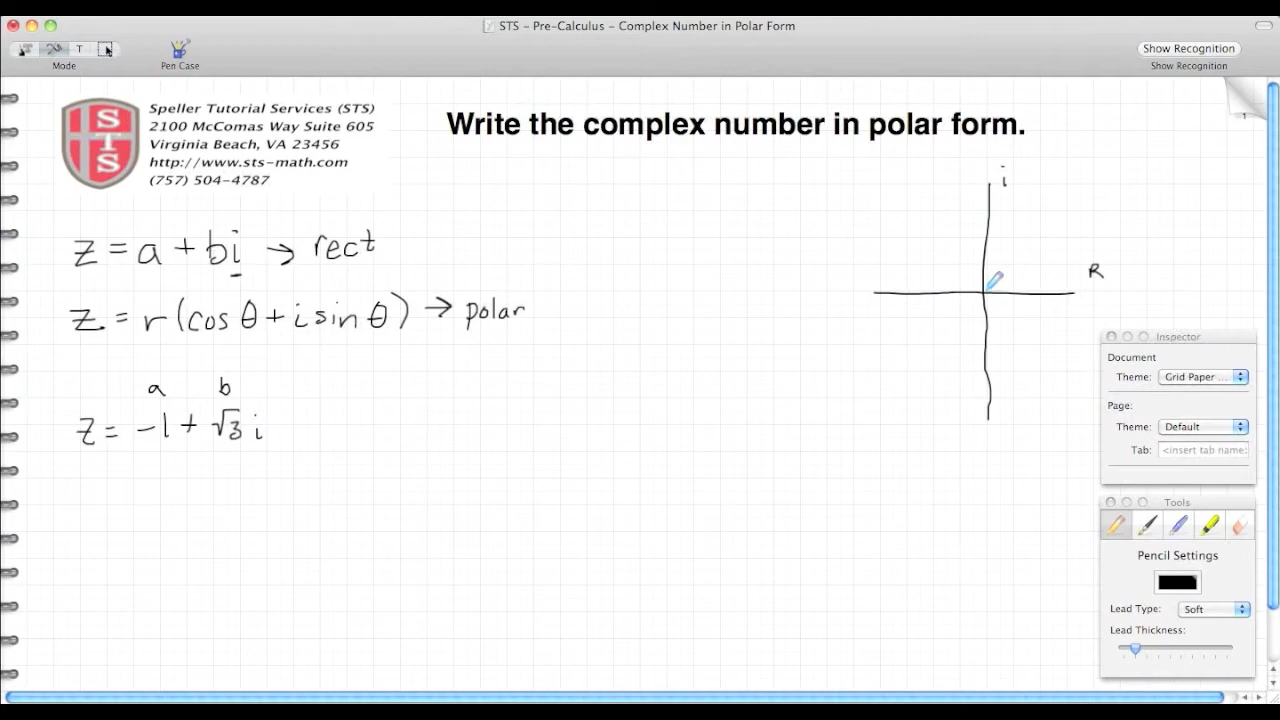 STS – Pre-Calculus – Complex Number in Polar Form
T
Mode
Pen Case
Show Recognition
Show Recognition
1
Speller Tutorial Services (STS)
2100 McComas Way Suite 605
Virginia Beach, VA 23456
http://www.sts-math.com
(757) 504-4787
STS
Write the complex number in polar form.
i
R
z = a + bi → rect
z = r(cos θ + i sin θ) → polar
a b
z = -1 + √3 i
Inspector
Document
Theme: Grid Paper ...
Page:
Theme: Default
Tab: <insert tab name:
Tools
Pencil Settings
Lead Type: Soft
Lead Thickness: